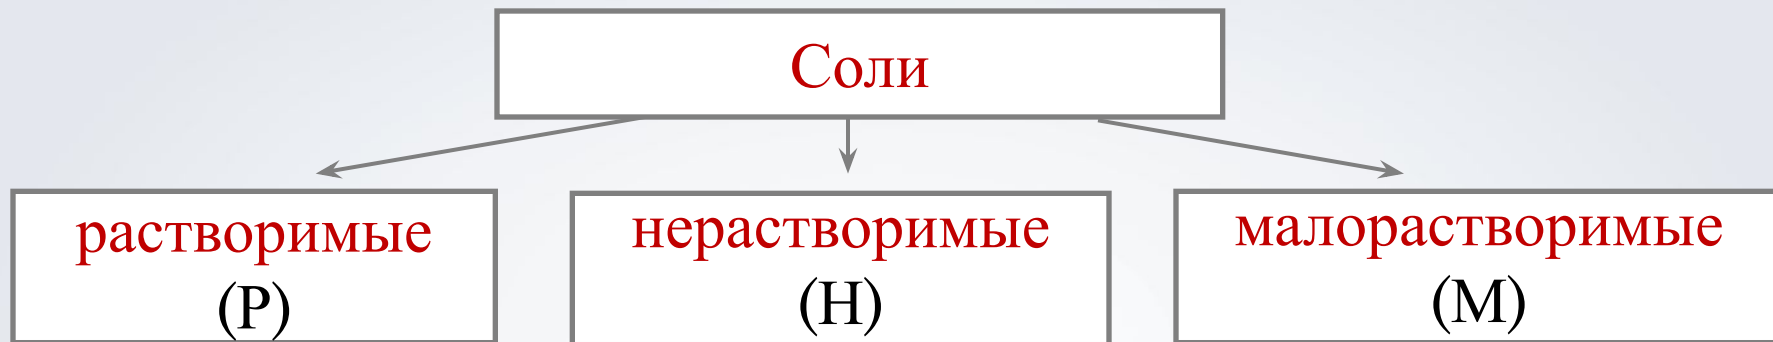 Соли
растворимые
(Р)
нерастворимые
(Н)
малорастворимые
(М)